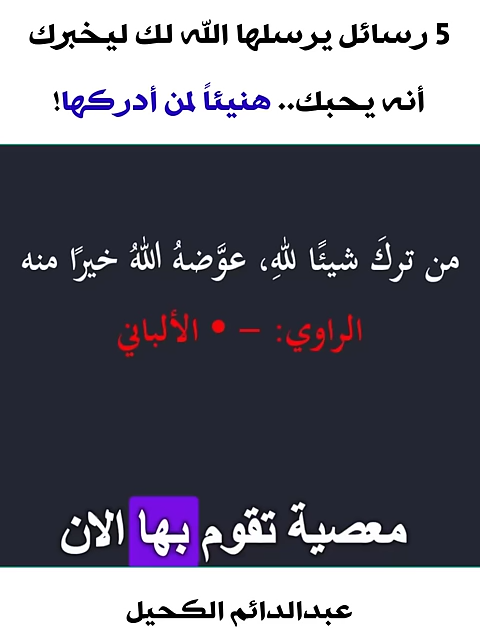 5 رسائل يرسلها الله لك ليخبرك
أنه يحبك.. هنيئاً لمن أدركها!
من تركَ شيئًا للهِ، عوَّضهُ اللهُ خيرًا منه
الراوي: – • الألباني
معصية تقوم بها الان
عبدالدائم الكحيل